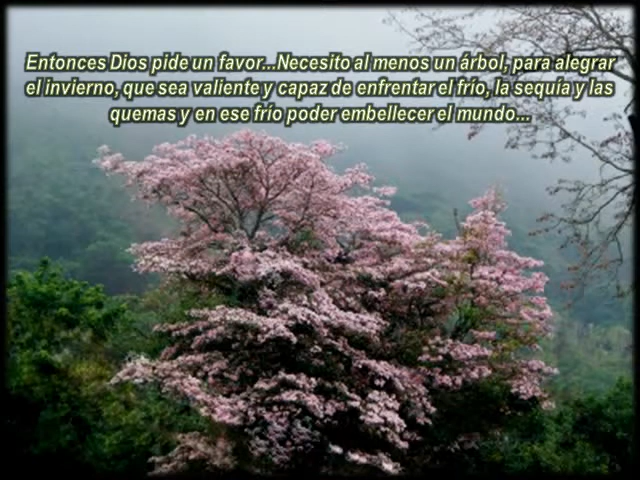 Entonces Dios pide un favor...Necesito al menos un árbol, para alegrar
el invierno, que sea valiente y capaz de enfrentar el frío, la sequía y las
quemas y en ese frío poder embellecer el mundo...